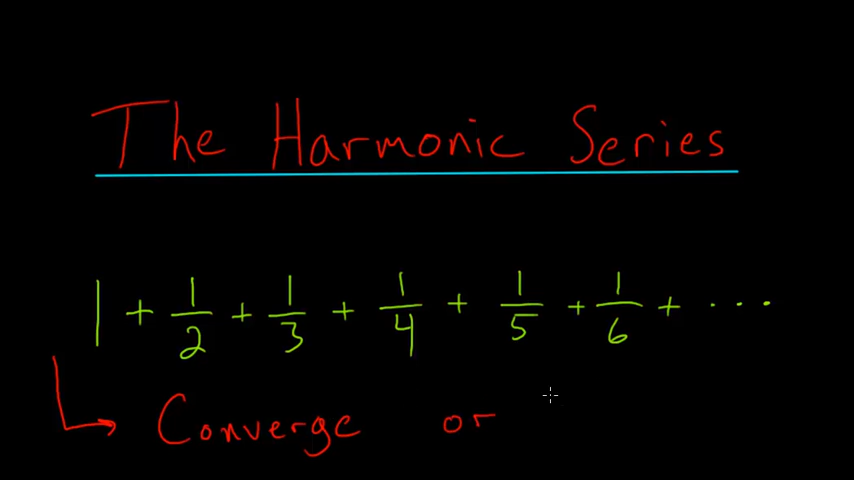 The Harmonic Series
1 + 1/2 + 1/3 + 1/4 + 1/5 + 1/6 + ...
Converge or